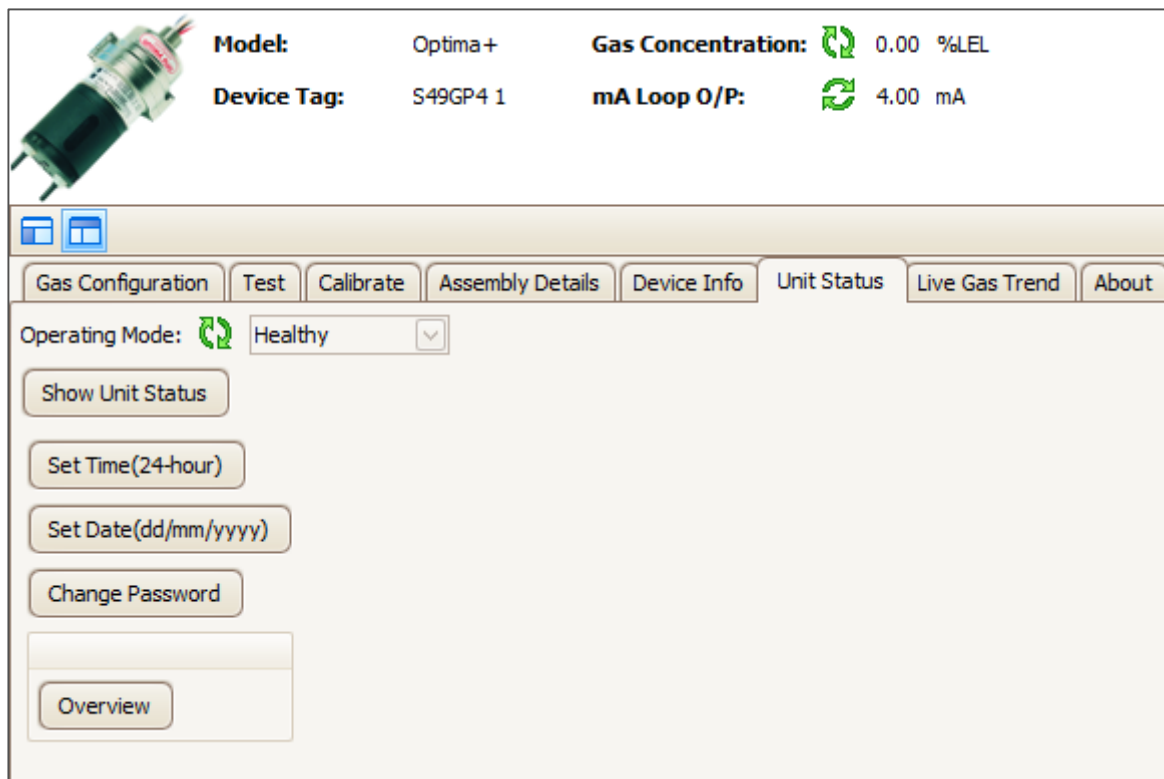 Model: Optima+ Gas Concentration: 0.00 %LEL
Device Tag: S49GP4 1 mA Loop O/P: 4.00 mA
Gas Configuration Test Calibrate Assembly Details Device Info Unit Status Live Gas Trend About
Operating Mode: Healthy
Show Unit Status
Set Time(24-hour)
Set Date(dd/mm/yyyy)
Change Password
Overview